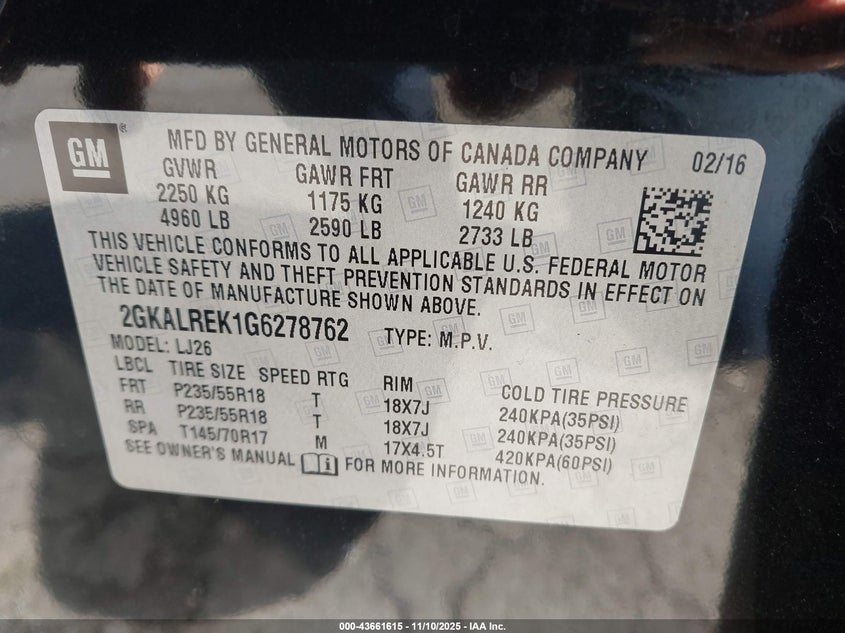 GM
MFD BY GENERAL MOTORS OF CANADA COMPANY 02/16
GVWR GAWR FRT GAWR RR
2250 KG 1175 KG 1240 KG
4960 LB 2590 LB 2733 LB
THIS VEHICLE CONFORMS TO ALL APPLICABLE U.S. FEDERAL MOTOR
VEHICLE SAFETY AND THEFT PREVENTION STANDARDS IN EFFECT ON
THE DATE OF MANUFACTURE SHOWN ABOVE.
2GKALREK1G6278762 TYPE: M.P.V.
MODEL: LJ26
LBCL TIRE SIZE SPEED RTG RIM COLD TIRE PRESSURE
FRT P235/55R18 T 18X7J 240KPA(35PSI)
RR P235/55R18 T 18X7J 240KPA(35PSI)
SPA T145/70R17 M 17X4.5T 420KPA(60PSI)
SEE OWNER'S MANUAL FOR MORE INFORMATION.
000-43661615 - 11/10/2025 - IAA Inc.